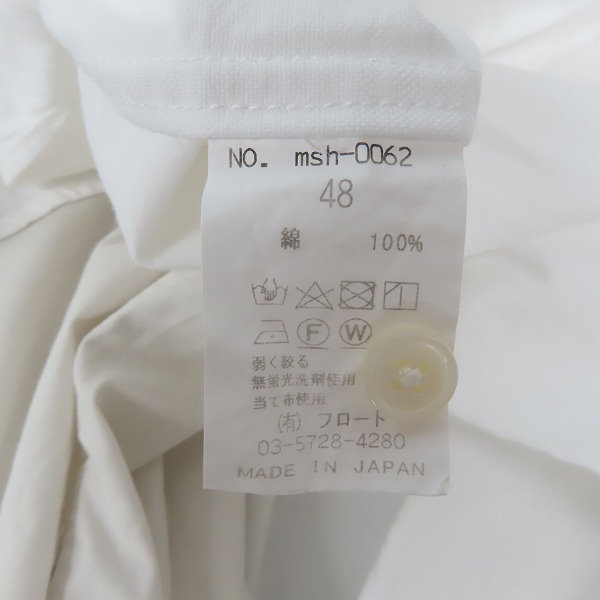 NO. msh-0062
48
綿 100%
F W
弱く絞る
無蛍光洗剤使用
当て布使用
㈲ フロート
03-5728-4280
MADE IN JAPAN